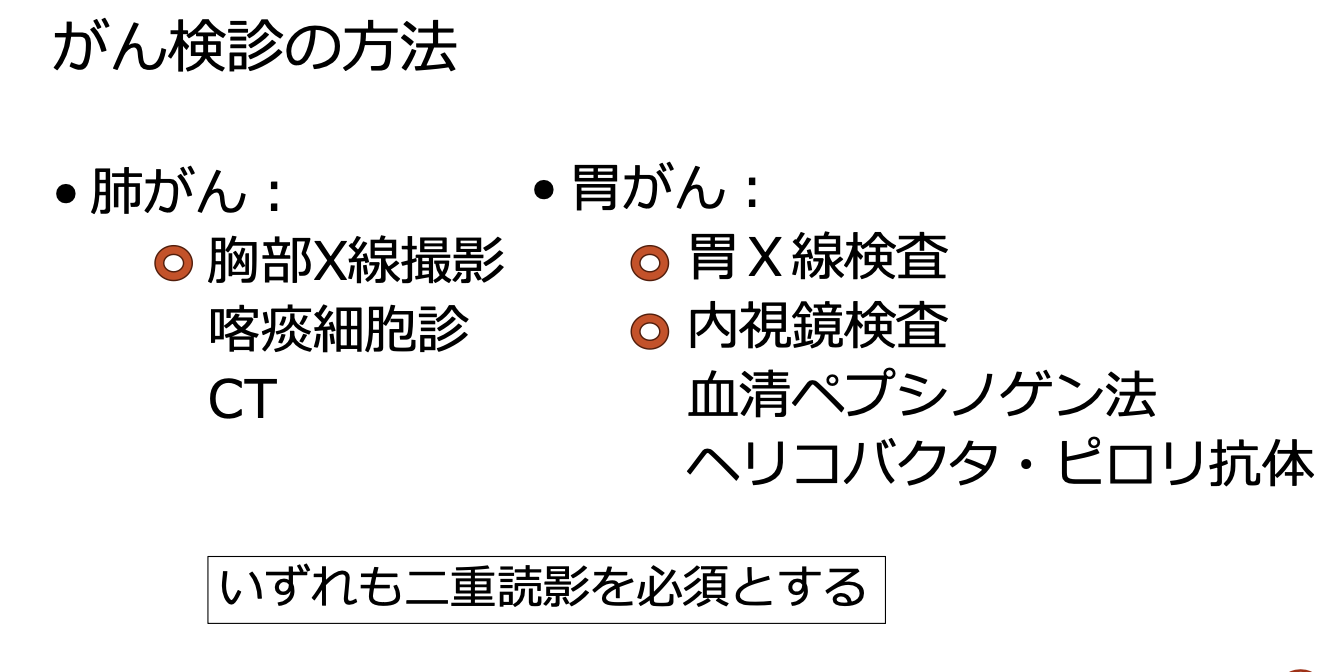 がん検診の方法
• 肺がん：
胸部X線撮影
喀痰細胞診
CT
• 胃がん：
胃Ｘ線検査
内視鏡検査
血清ペプシノゲン法
ヘリコバクタ・ピロリ抗体
いずれも二重読影を必須とする